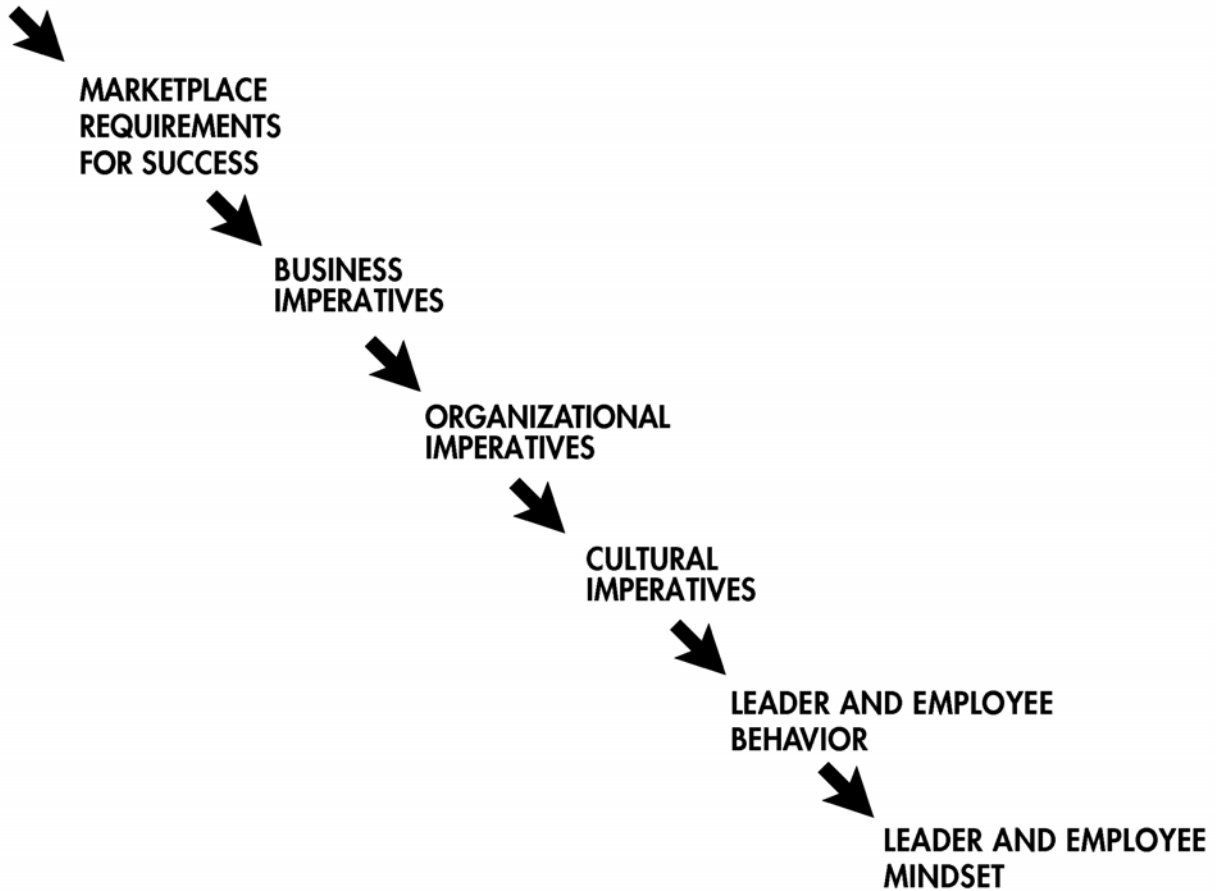 MARKETPLACE
REQUIREMENTS
FOR SUCCESS
BUSINESS
IMPERATIVES
ORGANIZATIONAL
IMPERATIVES
CULTURAL
IMPERATIVES
LEADER AND EMPLOYEE
BEHAVIOR
LEADER AND EMPLOYEE
MINDSET